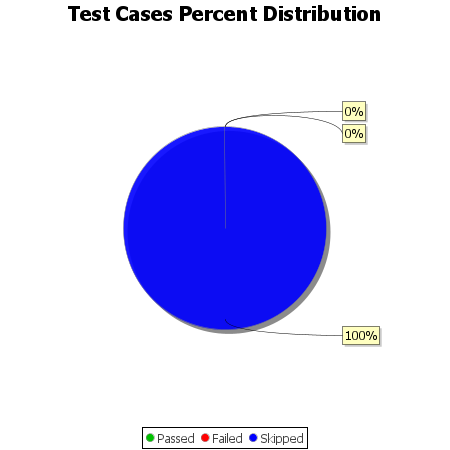 Test Cases Percent Distribution
0%
0%
100%
Passed Failed Skipped